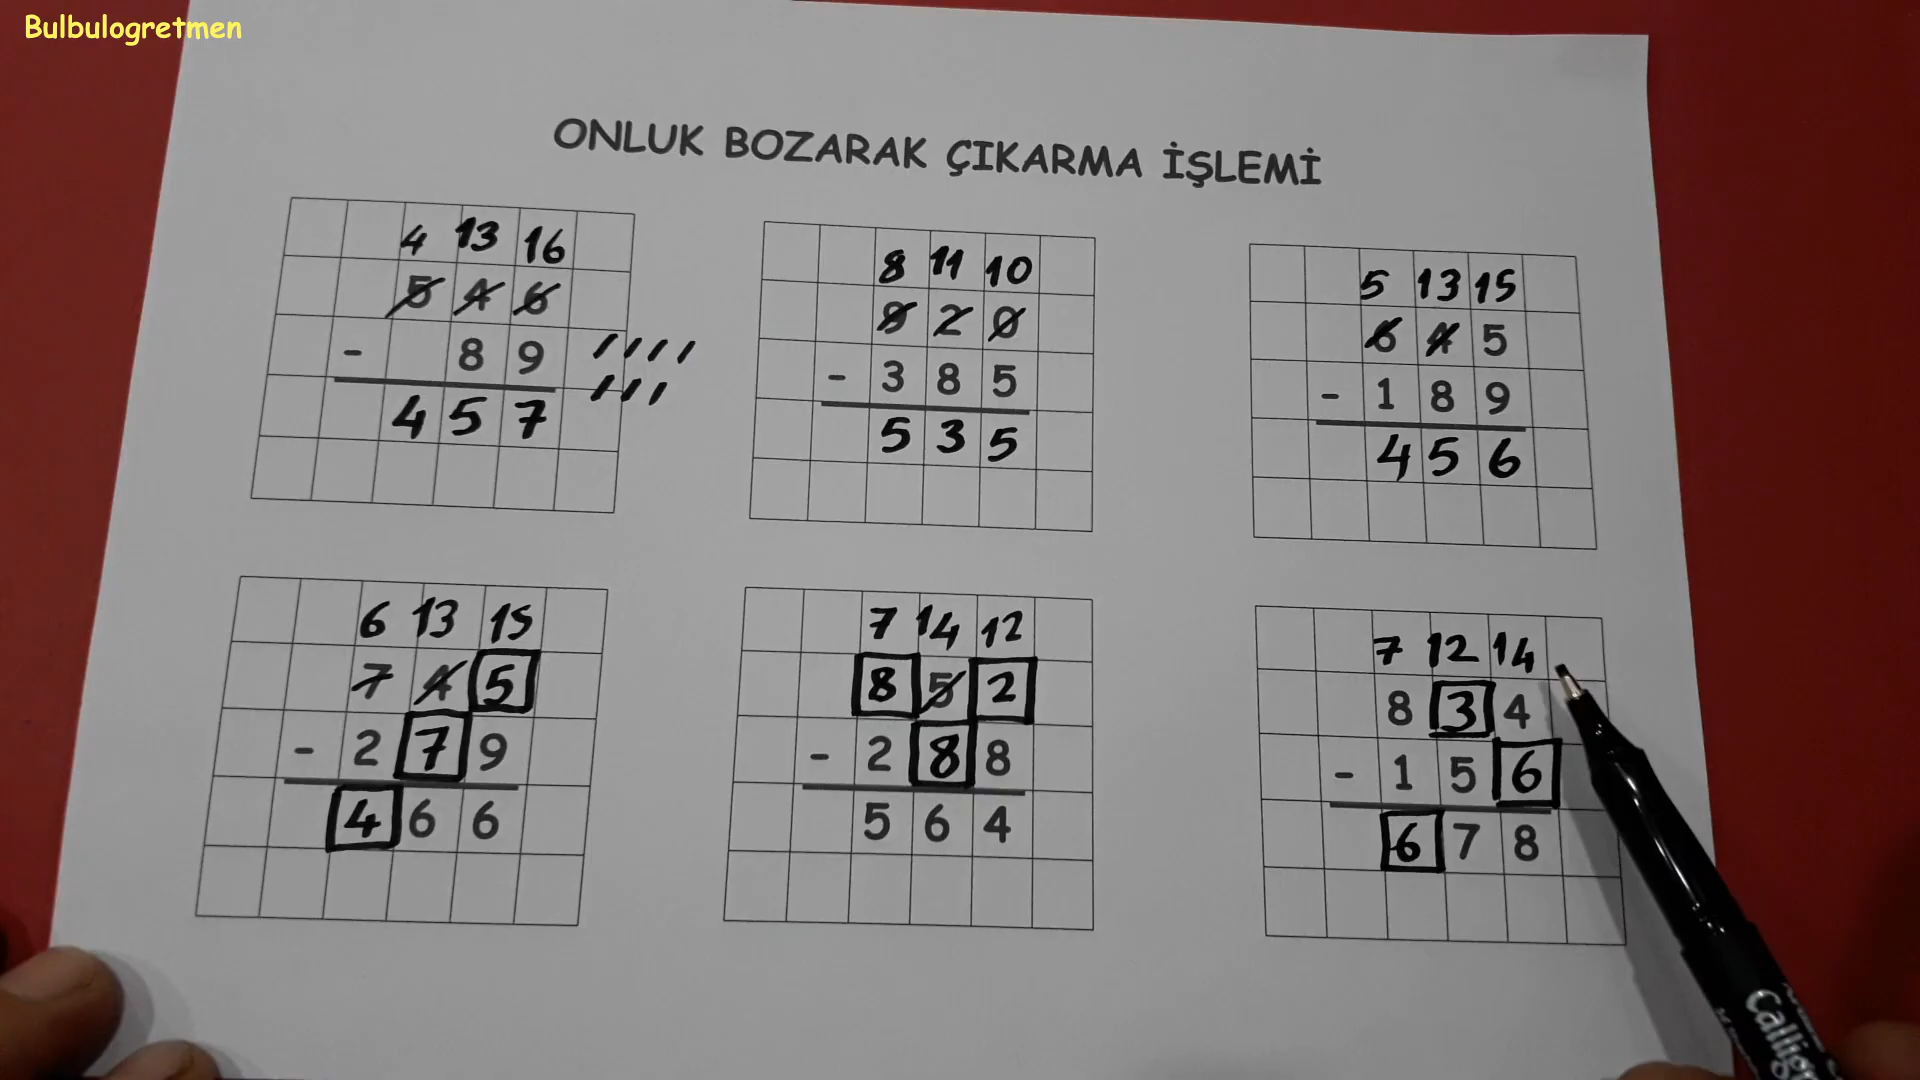 Bulbulogretmen
ONLUK BOZARAK ÇIKARMA İŞLEMİ
4 13 16
5 4 6
- 8 9
4 5 7
8 11 10
9 2 0
- 3 8 5
5 3 5
5 13 15
6 4 5
- 1 8 9
4 5 6
6 13 15
7 4 5
- 2 7 9
4 6 6
7 14 12
8 5 2
- 2 8 8
5 6 4
7 12 14
8 3 4
- 1 5 6
6 7 8